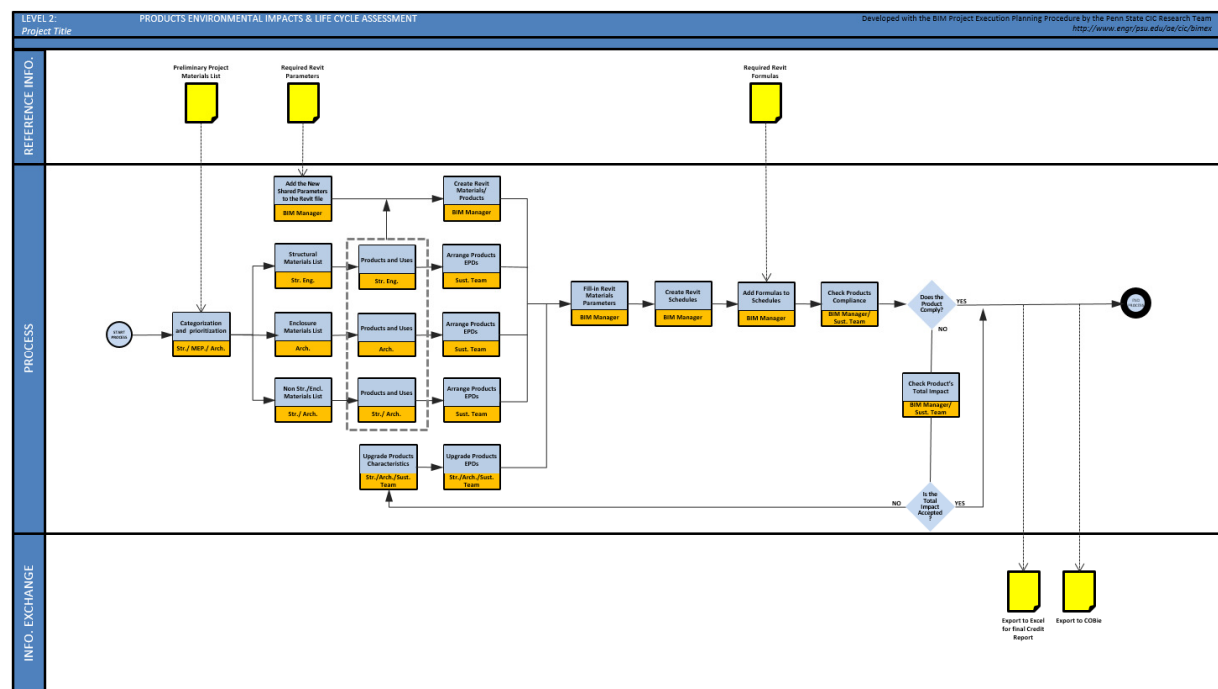 LEVEL 2:
PRODUCTS ENVIRONMENTAL IMPACTS & LIFE CYCLE ASSESSMENT
Developed with the BIM Project Execution Planning Procedure by the Penn State CIC Research Team
Project Title
http://www.engr/psu.edu/ae/cic/bimex
REFERENCE INFO.
Preliminary Project
Materials List
Required Revit
Parameters
Required Revit
Formulas
PROCESS
Add the New
Shared Parameters
to the Revit file
BIM Manager
Create Revit
Materials/
Products
BIM Manager
Structural
Materials List
Str. Eng.
Products and Uses
Str. Eng.
Arrange Products
EPDs
Sust. Team
START
PROCESS
Categorization
and prioritization
Str./ MEP./ Arch.
Enclosure
Materials List
Arch.
Products and Uses
Arch.
Arrange Products
EPDs
Sust. Team
Non Str./Encl.
Materials List
Str./ Arch.
Products and Uses
Str./ Arch.
Arrange Products
EPDs
Sust. Team
Upgrade Products
Characteristics
Str./Arch./Sust.
Team
Upgrade Products
EPDs
Str./Arch./Sust.
Team
Fill-in Revit
Materials
Parameters
BIM Manager
Create Revit
Schedules
BIM Manager
Add Formulas to
Schedules
BIM Manager
Check Products
Compliance
BIM Manager/
Sust. Team
Does the
Product
Comply?
YES
NO
END
PROCESS
Check Product's
Total Impact
BIM Manager/
Sust. Team
NO
Is the
Total
Impact
Accepted
?
YES
INFO. EXCHANGE
Export to Excel
for final Credit
Report
Export to COBie